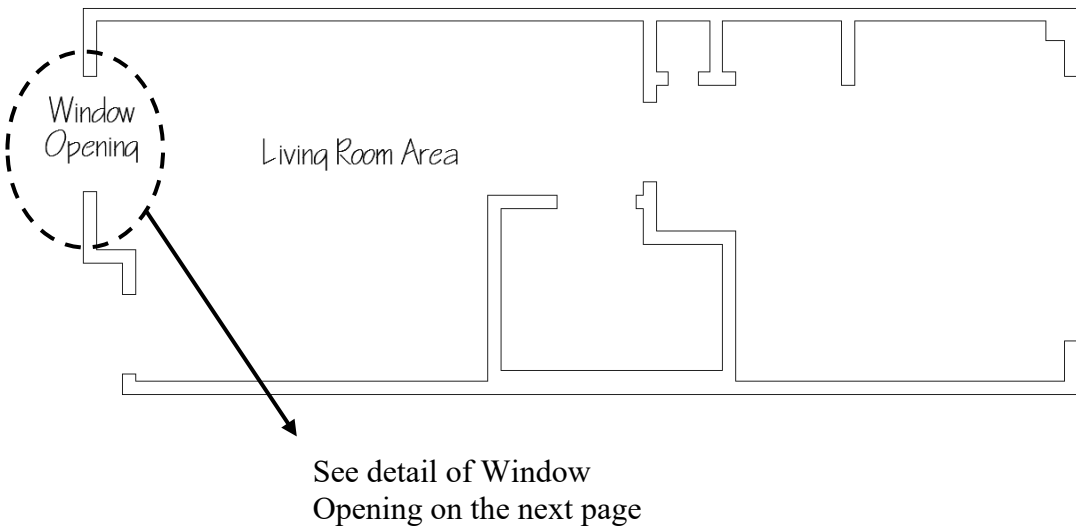 Window
Opening
Living Room Area
See detail of Window
Opening on the next page